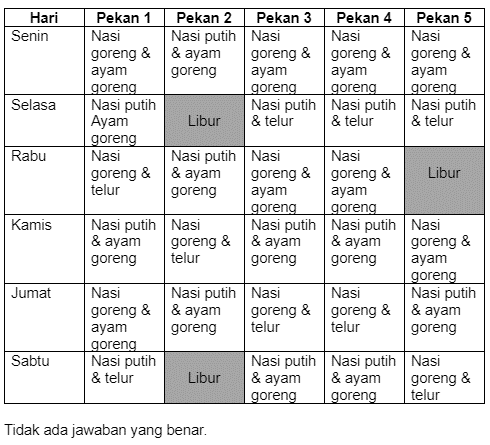 Hari Pekan 1 Pekan 2 Pekan 3 Pekan 4 Pekan 5
Senin Nasi goreng & ayam goreng Nasi putih & ayam goreng Nasi goreng & ayam goreng Nasi goreng & ayam goreng Nasi goreng & ayam goreng
Selasa Nasi putih Ayam goreng Libur Nasi putih & telur Nasi putih & telur Nasi putih & telur
Rabu Nasi goreng & telur Nasi putih & ayam goreng Nasi goreng & ayam goreng Nasi goreng & ayam goreng Libur
Kamis Nasi putih & ayam goreng Nasi goreng & telur Nasi putih & ayam goreng Nasi putih & ayam goreng Nasi goreng & ayam goreng
Jumat Nasi goreng & ayam goreng Nasi putih & ayam goreng Nasi goreng & telur Nasi goreng & telur Nasi putih & ayam goreng
Sabtu Nasi putih & telur Libur Nasi putih & ayam goreng Nasi putih & ayam goreng Nasi goreng & telur
Tidak ada jawaban yang benar.